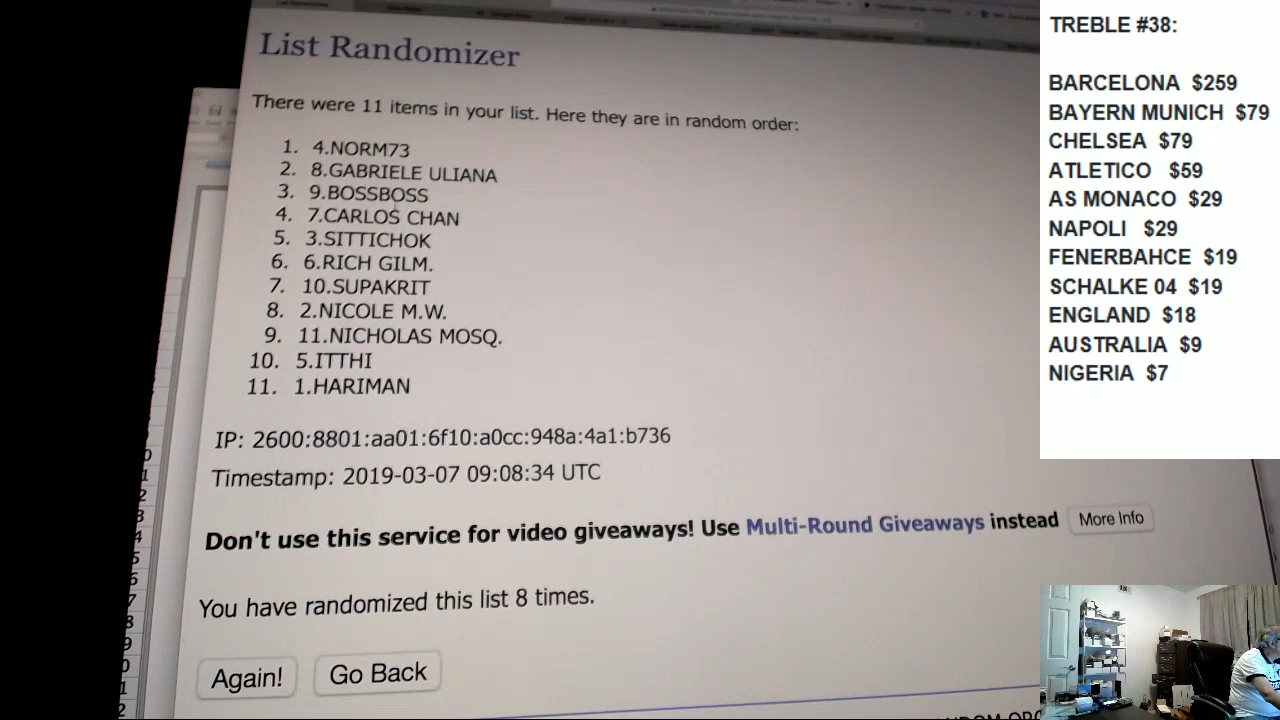 List Randomizer
There were 11 items in your list. Here they are in random order:
1. 4.NORM73
2. 8.GABRIELE ULIANA
3. 9.BOSSBOSS
4. 7.CARLOS CHAN
5. 3.SITTICHOK
6. 6.RICH GILM.
7. 10.SUPAKRIT
8. 2.NICOLE M.W.
9. 11.NICHOLAS MOSQ.
10. 5.ITTHI
11. 1.HARIMAN
IP: 2600:8801:aa01:6f10:a0cc:948a:4a1:b736
Timestamp: 2019-03-07 09:08:34 UTC
Don't use this service for video giveaways! Use Multi-Round Giveaways instead More Info
You have randomized this list 8 times.
Again! Go Back
TREBLE #38:
BARCELONA $259
BAYERN MUNICH $79
CHELSEA $79
ATLETICO $59
AS MONACO $29
NAPOLI $29
FENERBAHCE $19
SCHALKE 04 $19
ENGLAND $18
AUSTRALIA $9
NIGERIA $7